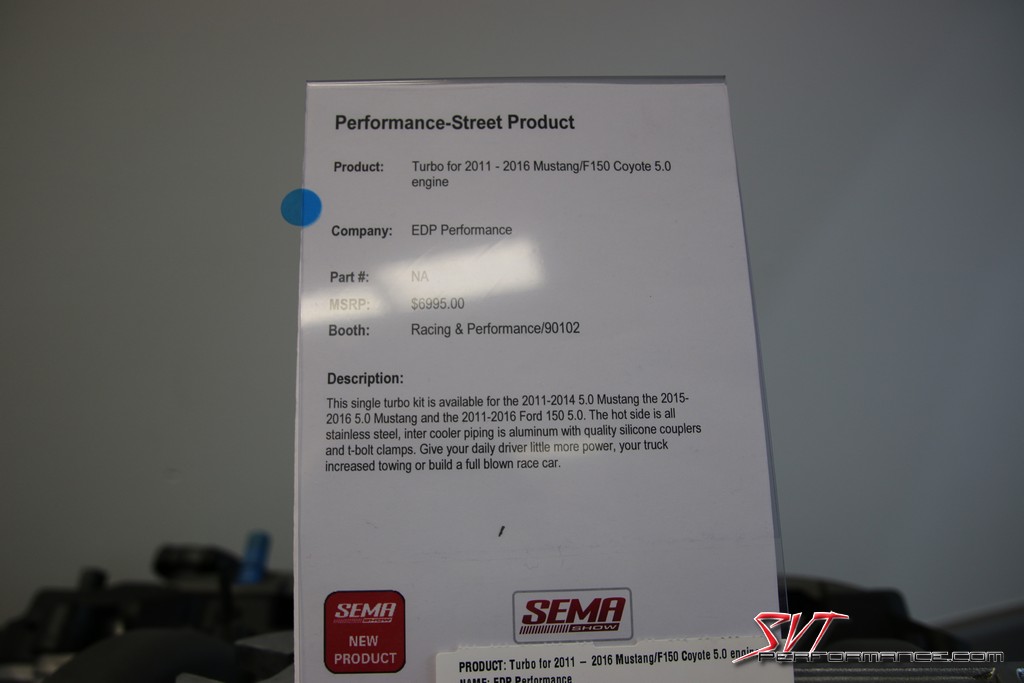 Performance-Street Product
Product: Turbo for 2011 - 2016 Mustang/F150 Coyote 5.0
engine
Company: EDP Performance
Part #: NA
MSRP: $6995.00
Booth: Racing & Performance/90102
Description:
This single turbo kit is available for the 2011-2014 5.0 Mustang the 2015-
2016 5.0 Mustang and the 2011-2016 Ford 150 5.0. The hot side is all
stainless steel, inter cooler piping is aluminum with quality silicone couplers
and t-bolt clamps. Give your daily driver little more power, your truck
increased towing or build a full blown race car.
SEMA
SHOW
NEW
PRODUCT
SEMA
SHOW
PRODUCT: Turbo for 2011 – 2016 Mustang/F150 Coyote 5.0
NAME: EDP Performance
SVT
PERFORMANCE.COM